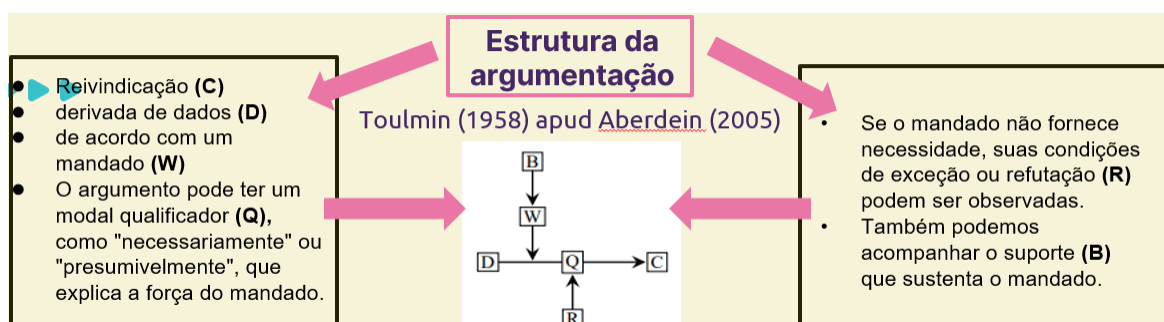 Estrutura da
argumentação
Toulmin (1958) apud Aberdein (2005)
● Reivindicação (C)
● derivada de dados (D)
● de acordo com um
mandado (W)
● O argumento pode ter um
modal qualificador (Q),
como "necessariamente" ou
"presumivelmente", que
explica a força do mandado.
B
W
D Q C
R
• Se o mandado não fornece
necessidade, suas condições
de exceção ou refutação (R)
podem ser observadas.
• Também podemos
acompanhar o suporte (B)
que sustenta o mandado.